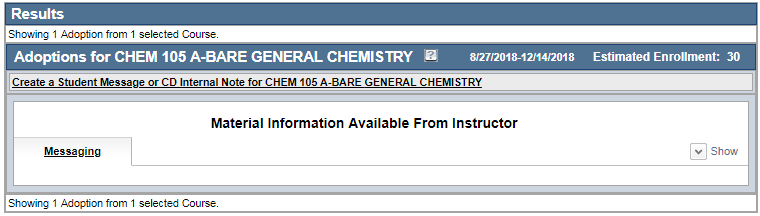 Results
Showing 1 Adoption from 1 selected Course.
Adoptions for CHEM 105 A-BARE GENERAL CHEMISTRY ? 8/27/2018-12/14/2018 Estimated Enrollment: 30
Create a Student Message or CD Internal Note for CHEM 105 A-BARE GENERAL CHEMISTRY
Material Information Available From Instructor
Messaging
Show
Showing 1 Adoption from 1 selected Course.